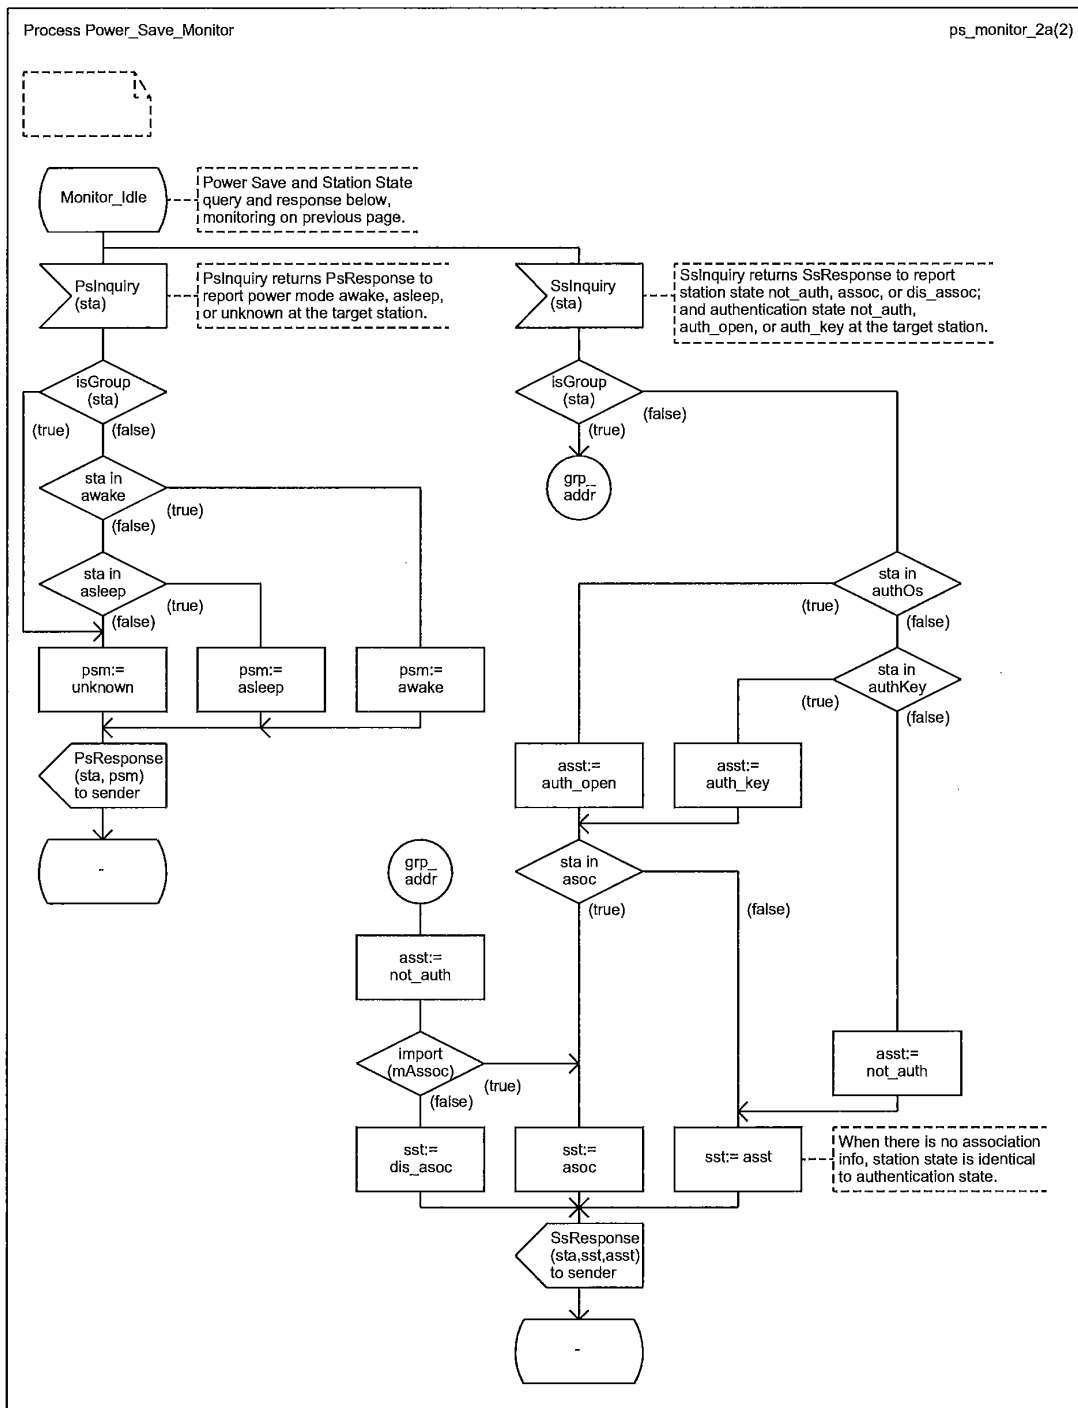 Process Power_Save_Monitor
ps_monitor_2a(2)
Monitor_Idle
Power Save and Station State
query and response below,
monitoring on previous page.
PsInquiry
(sta)
PsInquiry returns PsResponse to
report power mode awake, asleep,
or unknown at the target station.
SsInquiry
(sta)
SsInquiry returns SsResponse to report
station state not_auth, assoc, or dis_assoc;
and authentication state not_auth,
auth_open, or auth_key at the target station.
isGroup
(sta)
(true)
(false)
isGroup
(sta)
(true)
(false)
grp_
addr
sta in
awake
(true)
(false)
sta in
asleep
(true)
(false)
sta in
authOs
(true)
(false)
psm:=
unknown
psm:=
asleep
psm:=
awake
sta in
authKey
(true)
(false)
PsResponse
(sta, psm)
to sender
asst:=
auth_open
asst:=
auth_key
-
grp_
addr
sta in
asoc
(true)
(false)
asst:=
not_auth
import
(mAssoc)
(true)
(false)
asst:=
not_auth
sst:=
dis_asoc
sst:=
asoc
sst:= asst
When there is no association
info, station state is identical
to authentication state.
SsResponse
(sta,sst,asst)
to sender
-